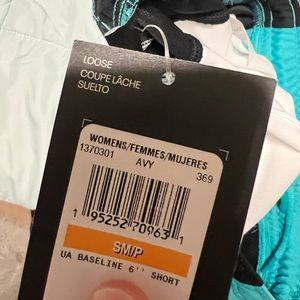 LOOSE
COUPE LÂCHE
SUELTO
WOMENS/FEMMES/MUJERES
1370301 AVY 369
1 95252 70963 1
SM/P
UA BASELINE 6'' SHORT